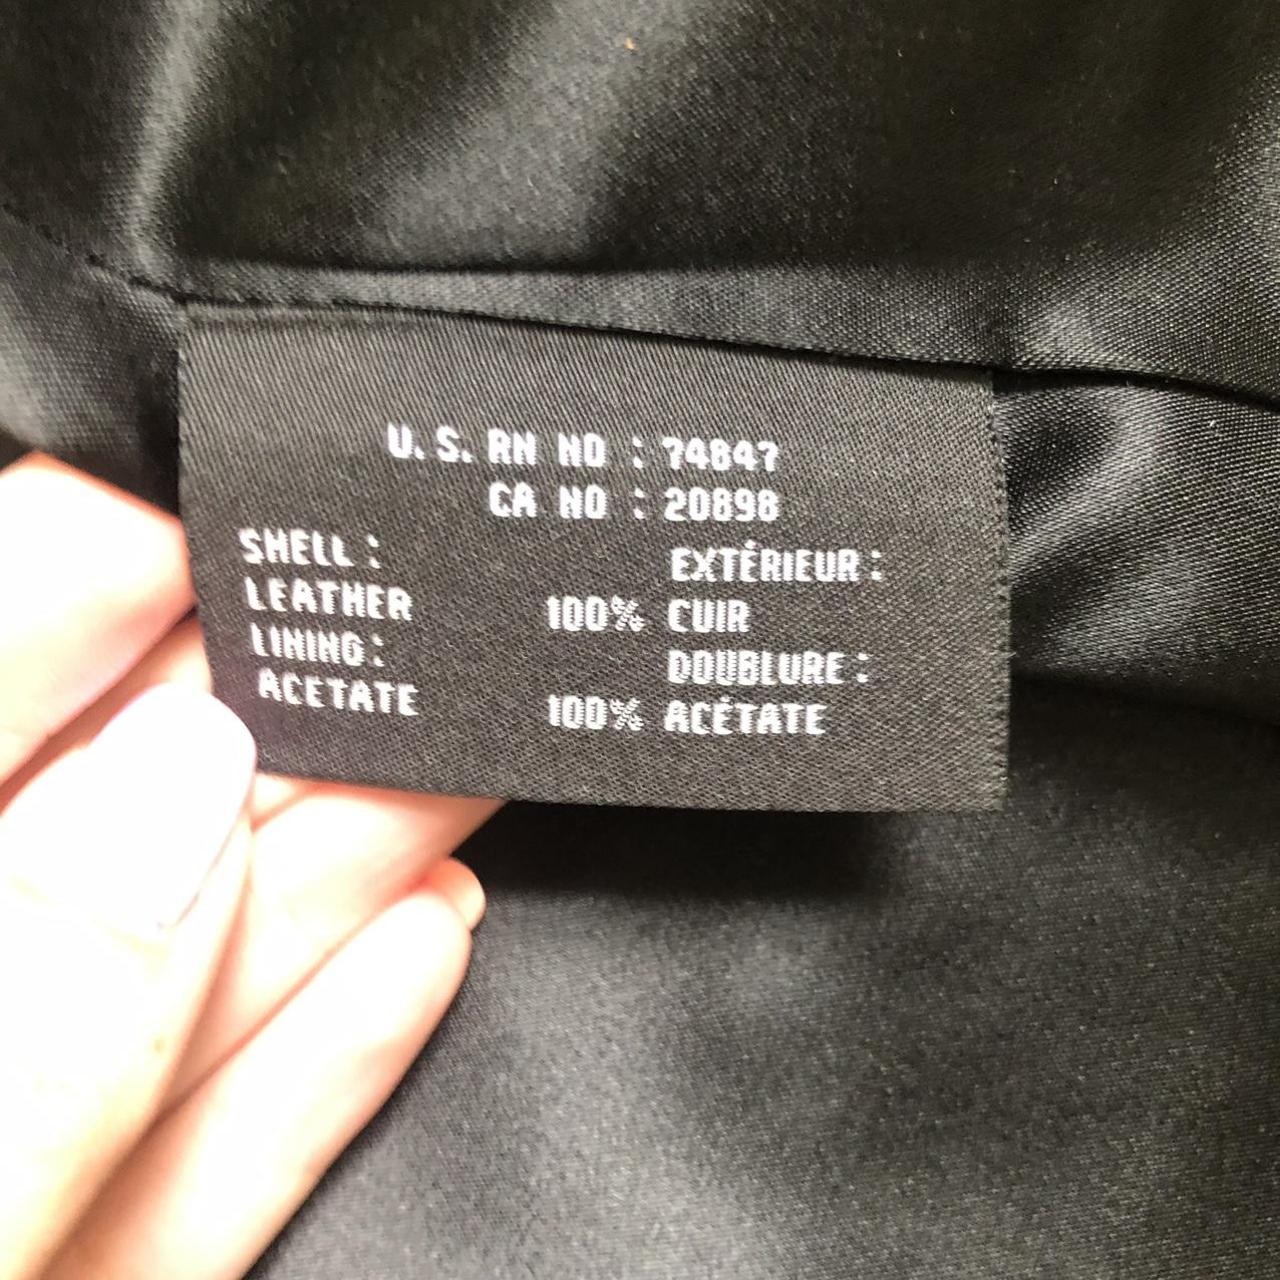 U.S. RN NO : 74847
CA NO : 20898
SHELL: EXTÉRIEUR:
LEATHER 100% CUIR
LINING: DOUBLURE:
ACETATE 100% ACÉTATE